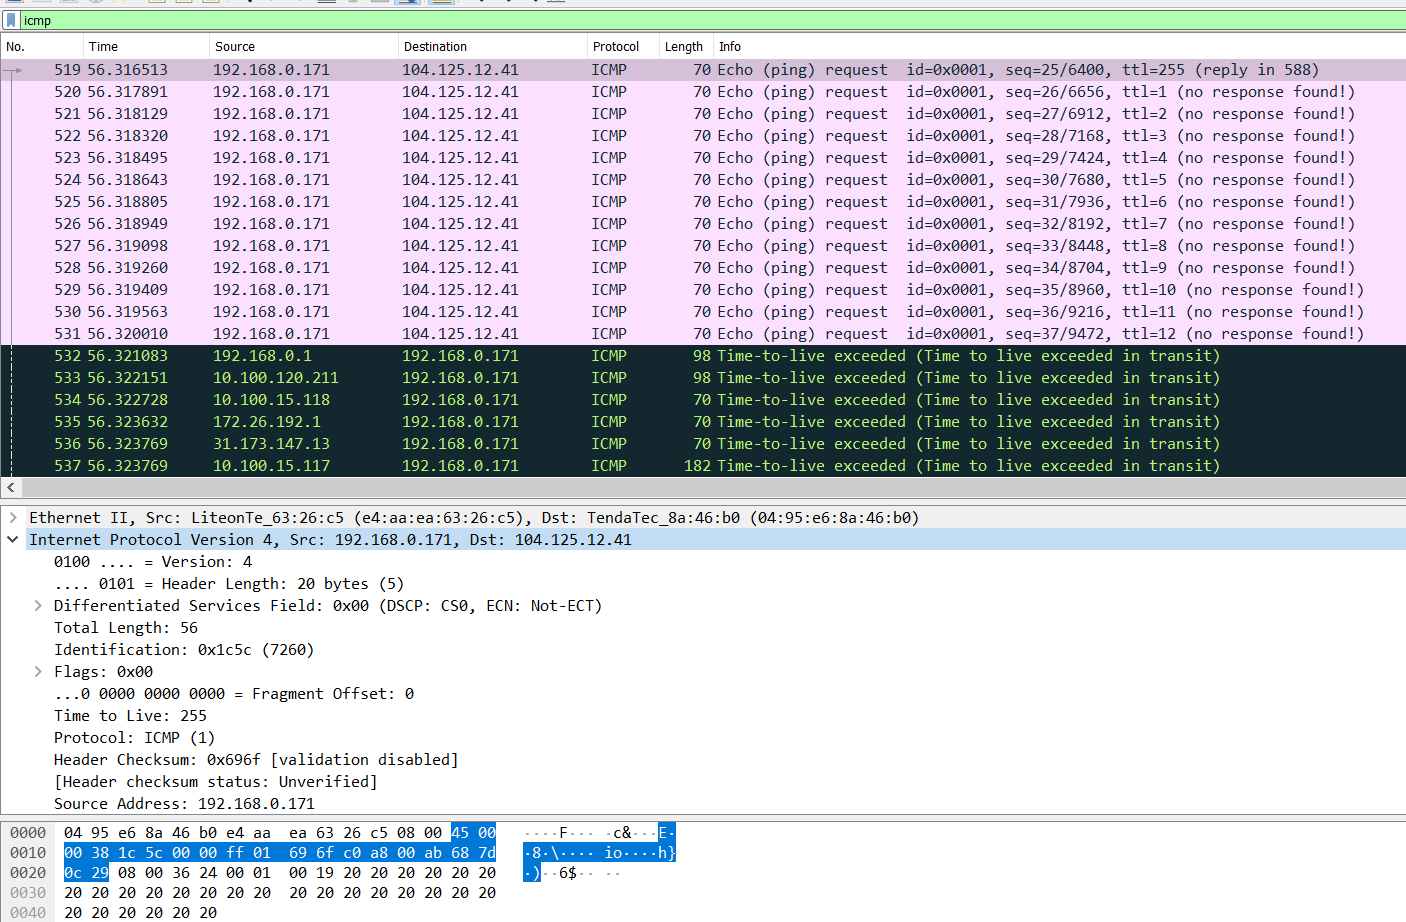 icmp
No. Time Source Destination Protocol Length Info
519 56.316513 192.168.0.171 104.125.12.41 ICMP 70 Echo (ping) request id=0x0001, seq=25/6400, ttl=255 (reply in 588)
520 56.317891 192.168.0.171 104.125.12.41 ICMP 70 Echo (ping) request id=0x0001, seq=26/6656, ttl=1 (no response found!)
521 56.318129 192.168.0.171 104.125.12.41 ICMP 70 Echo (ping) request id=0x0001, seq=27/6912, ttl=2 (no response found!)
522 56.318320 192.168.0.171 104.125.12.41 ICMP 70 Echo (ping) request id=0x0001, seq=28/7168, ttl=3 (no response found!)
523 56.318495 192.168.0.171 104.125.12.41 ICMP 70 Echo (ping) request id=0x0001, seq=29/7424, ttl=4 (no response found!)
524 56.318643 192.168.0.171 104.125.12.41 ICMP 70 Echo (ping) request id=0x0001, seq=30/7680, ttl=5 (no response found!)
525 56.318805 192.168.0.171 104.125.12.41 ICMP 70 Echo (ping) request id=0x0001, seq=31/7936, ttl=6 (no response found!)
526 56.318949 192.168.0.171 104.125.12.41 ICMP 70 Echo (ping) request id=0x0001, seq=32/8192, ttl=7 (no response found!)
527 56.319098 192.168.0.171 104.125.12.41 ICMP 70 Echo (ping) request id=0x0001, seq=33/8448, ttl=8 (no response found!)
528 56.319260 192.168.0.171 104.125.12.41 ICMP 70 Echo (ping) request id=0x0001, seq=34/8704, ttl=9 (no response found!)
529 56.319409 192.168.0.171 104.125.12.41 ICMP 70 Echo (ping) request id=0x0001, seq=35/8960, ttl=10 (no response found!)
530 56.319563 192.168.0.171 104.125.12.41 ICMP 70 Echo (ping) request id=0x0001, seq=36/9216, ttl=11 (no response found!)
531 56.320010 192.168.0.171 104.125.12.41 ICMP 70 Echo (ping) request id=0x0001, seq=37/9472, ttl=12 (no response found!)
532 56.321083 192.168.0.1 192.168.0.171 ICMP 98 Time-to-live exceeded (Time to live exceeded in transit)
533 56.322151 10.100.120.211 192.168.0.171 ICMP 98 Time-to-live exceeded (Time to live exceeded in transit)
534 56.322728 10.100.15.118 192.168.0.171 ICMP 70 Time-to-live exceeded (Time to live exceeded in transit)
535 56.323632 172.26.192.1 192.168.0.171 ICMP 70 Time-to-live exceeded (Time to live exceeded in transit)
536 56.323769 31.173.147.13 192.168.0.171 ICMP 70 Time-to-live exceeded (Time to live exceeded in transit)
537 56.323769 10.100.15.117 192.168.0.171 ICMP 182 Time-to-live exceeded (Time to live exceeded in transit)
Ethernet II, Src: LiteonTe_63:26:c5 (e4:aa:ea:63:26:c5), Dst: TendaTec_8a:46:b0 (04:95:e6:8a:46:b0)
Internet Protocol Version 4, Src: 192.168.0.171, Dst: 104.125.12.41
0100 .... = Version: 4
.... 0101 = Header Length: 20 bytes (5)
Differentiated Services Field: 0x00 (DSCP: CS0, ECN: Not-ECT)
Total Length: 56
Identification: 0x1c5c (7260)
Flags: 0x00
...0 0000 0000 0000 = Fragment Offset: 0
Time to Live: 255
Protocol: ICMP (1)
Header Checksum: 0x696f [validation disabled]
[Header checksum status: Unverified]
Source Address: 192.168.0.171
0000 04 95 e6 8a 46 b0 e4 aa ea 63 26 c5 08 00 45 00 ····F··· ·c&···E·
0010 00 38 1c 5c 00 00 ff 01 69 6f c0 a8 00 ab 68 7d ·8·\···· io····h}
0020 0c 29 08 00 36 24 00 01 00 19 20 20 20 20 20 20 ·)··6$·· ··
0030 20 20 20 20 20 20 20 20 20 20 20 20 20 20 20 20
0040 20 20 20 20 20 20